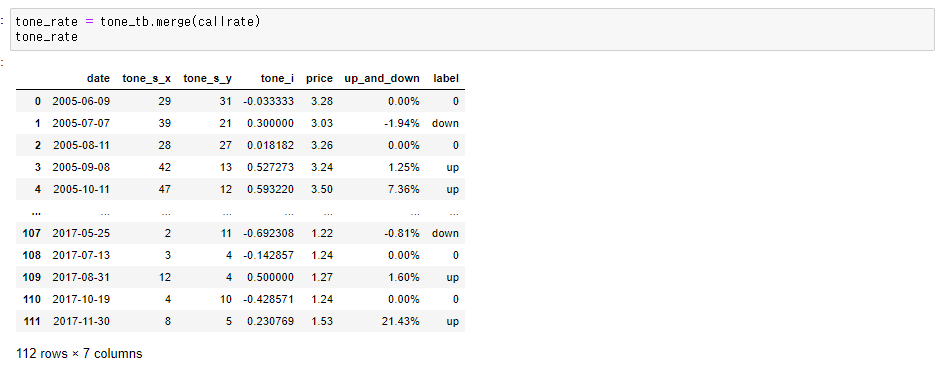 :
tone_rate = tone_tb.merge(callrate)
tone_rate
:
date tone_s_x tone_s_y tone_i price up_and_down label
0 2005-06-09 29 31 -0.033333 3.28 0.00% 0
1 2005-07-07 39 21 0.300000 3.03 -1.94% down
2 2005-08-11 28 27 0.018182 3.26 0.00% 0
3 2005-09-08 42 13 0.527273 3.24 1.25% up
4 2005-10-11 47 12 0.593220 3.50 7.36% up
... ... ... ... ... ... ... ...
107 2017-05-25 2 11 -0.692308 1.22 -0.81% down
108 2017-07-13 3 4 -0.142857 1.24 0.00% 0
109 2017-08-31 12 4 0.500000 1.27 1.60% up
110 2017-10-19 4 10 -0.428571 1.24 0.00% 0
111 2017-11-30 8 5 0.230769 1.53 21.43% up
112 rows × 7 columns